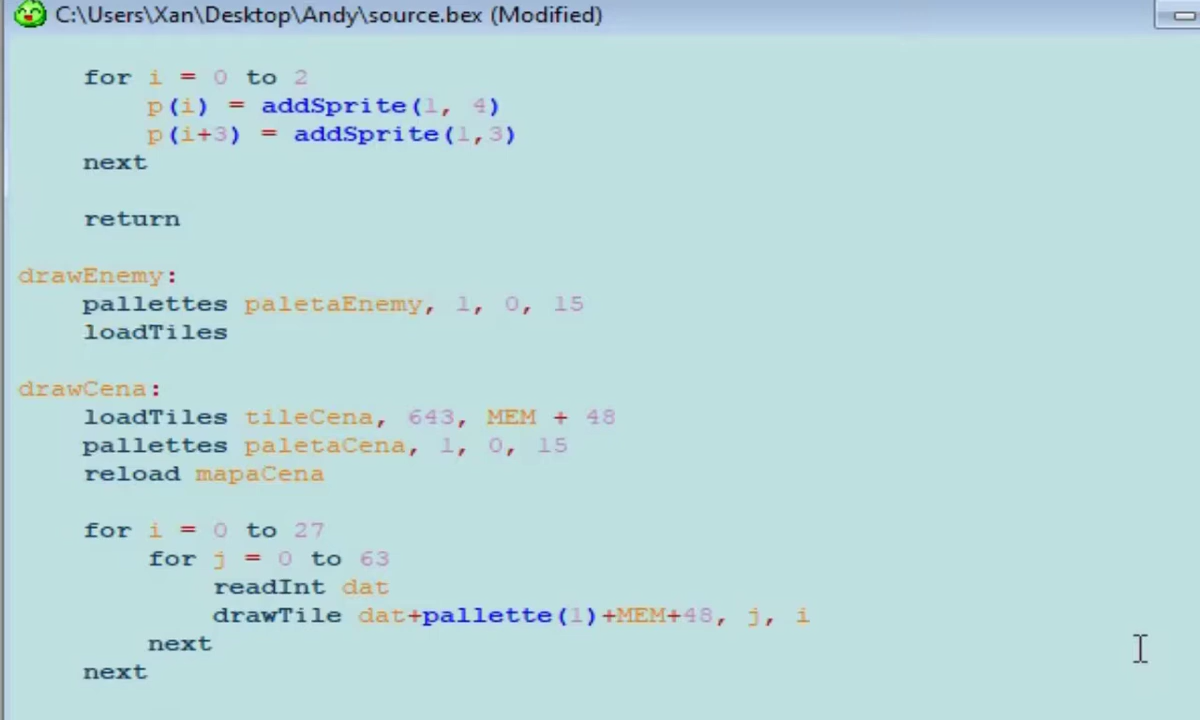 C:\Users\Xan\Desktop\Andy\source.bex (Modified)
for i = 0 to 2
p(i) = addSprite(1, 4)
p(i+3) = addSprite(1,3)
next
return
drawEnemy:
pallettes paletaEnemy, 1, 0, 15
loadTiles
drawCena:
loadTiles tileCena, 643, MEM + 48
pallettes paletaCena, 1, 0, 15
reload mapaCena
for i = 0 to 27
for j = 0 to 63
readInt dat
drawTile dat+pallette(1)+MEM+48, j, i
next
next